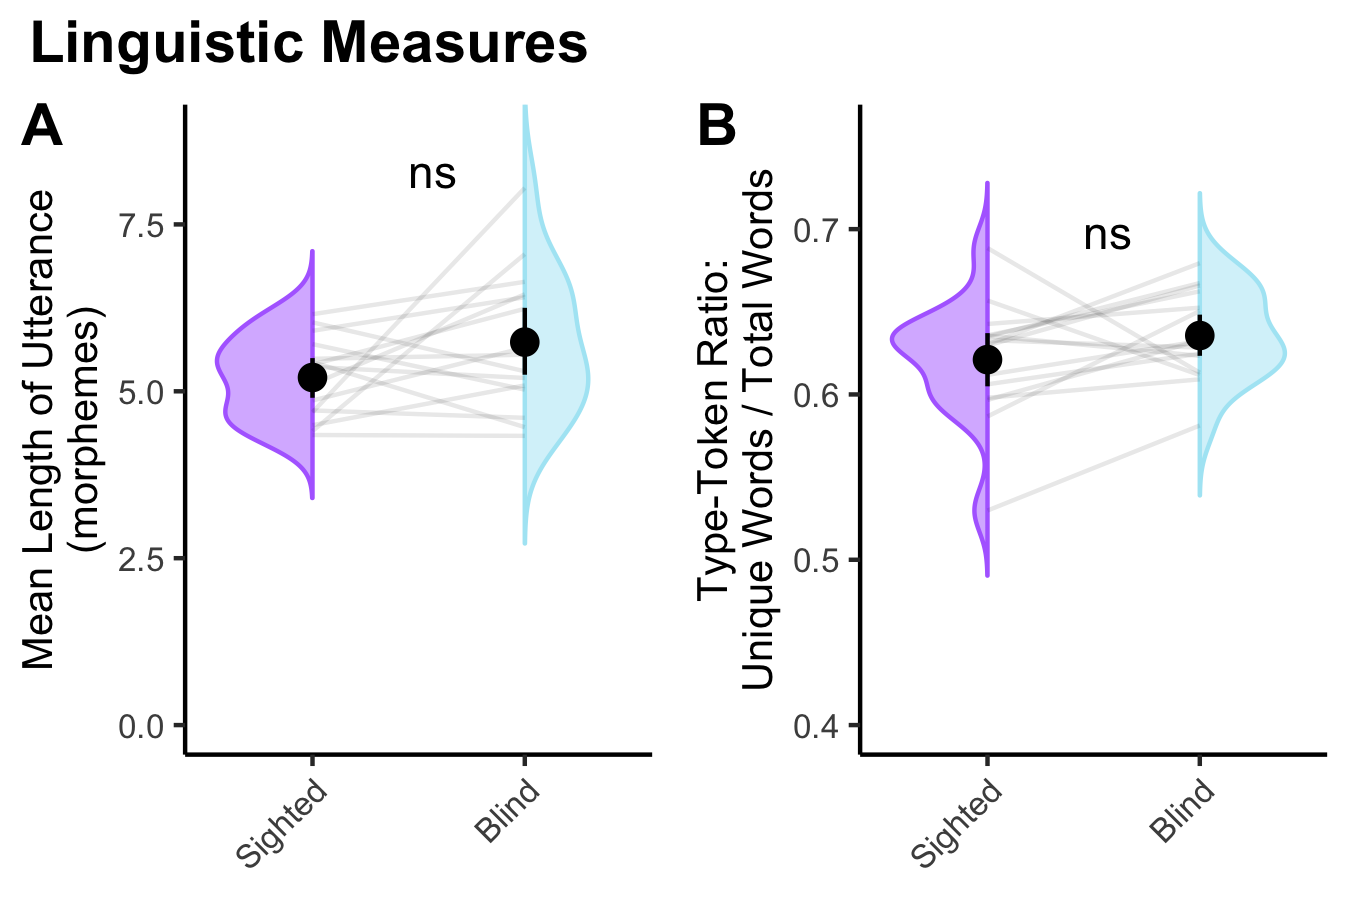 Linguistic Measures
A
Mean Length of Utterance
(morphemes)
7.5
5.0
2.5
0.0
ns
Sighted
Blind
B
Type-Token Ratio:
Unique Words / Total Words
0.7
0.6
0.5
0.4
ns
Sighted
Blind